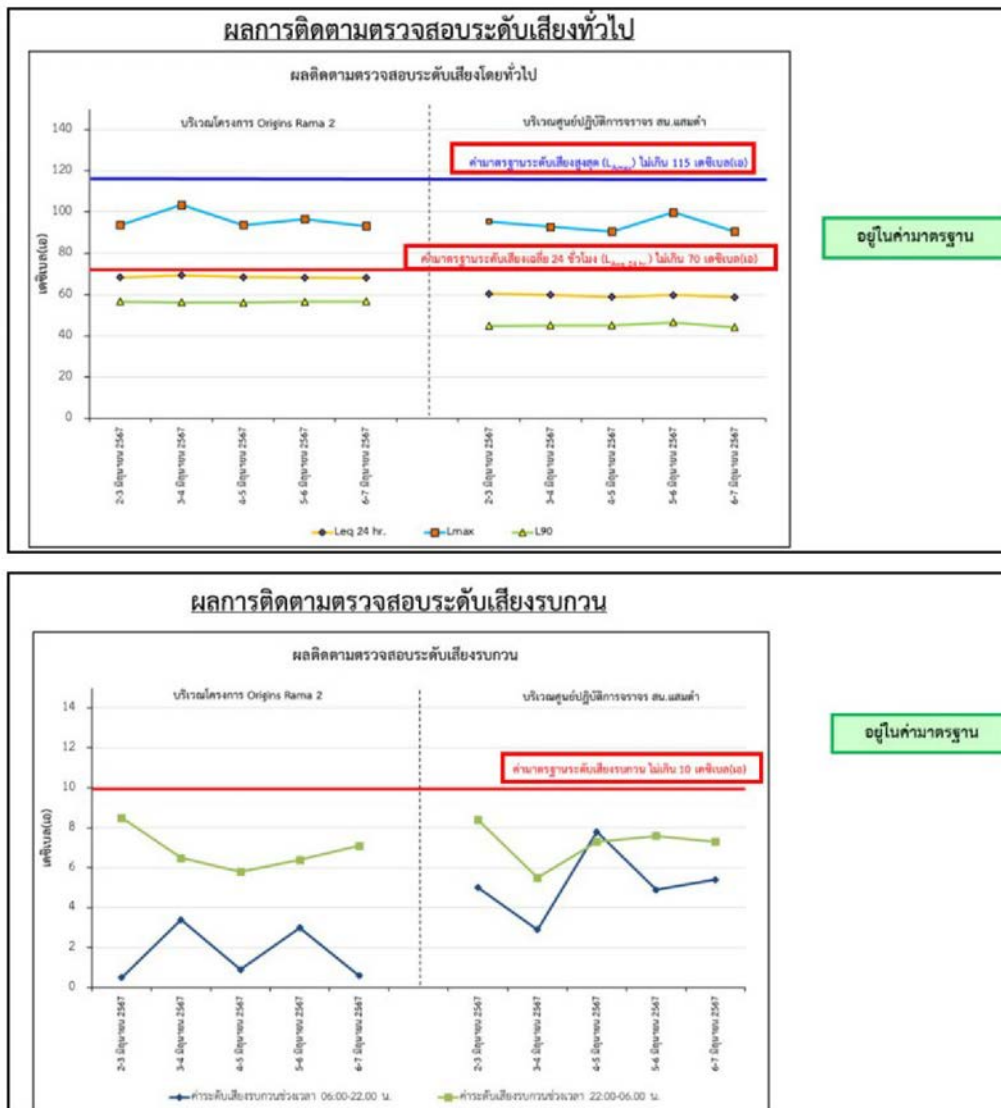 ผลการติดตามตรวจสอบระดับเสียงทั่วไป
ผลติดตามตรวจสอบระดับเสียงโดยทั่วไป
บริเวณโครงการ Origins Rama 2
บริเวณศูนย์ปฏิบัติการจราจร สน.แสมดำ
ค่ามาตรฐานระดับเสียงสูงสุด (Lmax) ไม่เกิน 115 เดซิเบล(เอ)
ค่ามาตรฐานระดับเสียงเฉลี่ย 24 ชั่วโมง (Leq 24 hr.) ไม่เกิน 70 เดซิเบล(เอ)
เดซิเบล(เอ)
140
120
100
80
60
40
20
0
2-3 มิถุนายน 2567
3-4 มิถุนายน 2567
4-5 มิถุนายน 2567
5-6 มิถุนายน 2567
6-7 มิถุนายน 2567
2-3 มิถุนายน 2567
3-4 มิถุนายน 2567
4-5 มิถุนายน 2567
5-6 มิถุนายน 2567
6-7 มิถุนายน 2567
Leq 24 hr. Lmax L90
อยู่ในค่ามาตรฐาน
ผลการติดตามตรวจสอบระดับเสียงรบกวน
ผลติดตามตรวจสอบระดับเสียงรบกวน
บริเวณโครงการ Origins Rama 2
บริเวณศูนย์ปฏิบัติการจราจร สน.แสมดำ
ค่ามาตรฐานระดับเสียงรบกวน ไม่เกิน 10 เดซิเบล(เอ)
เดซิเบล(เอ)
14
12
10
8
6
4
2
0
2-3 มิถุนายน 2567
3-4 มิถุนายน 2567
4-5 มิถุนายน 2567
5-6 มิถุนายน 2567
6-7 มิถุนายน 2567
2-3 มิถุนายน 2567
3-4 มิถุนายน 2567
4-5 มิถุนายน 2567
5-6 มิถุนายน 2567
6-7 มิถุนายน 2567
ค่าระดับเสียงรบกวนช่วงเวลา 06:00-22.00 น. ค่าระดับเสียงรบกวนช่วงเวลา 22:00-06.00 น.
อยู่ในค่ามาตรฐาน